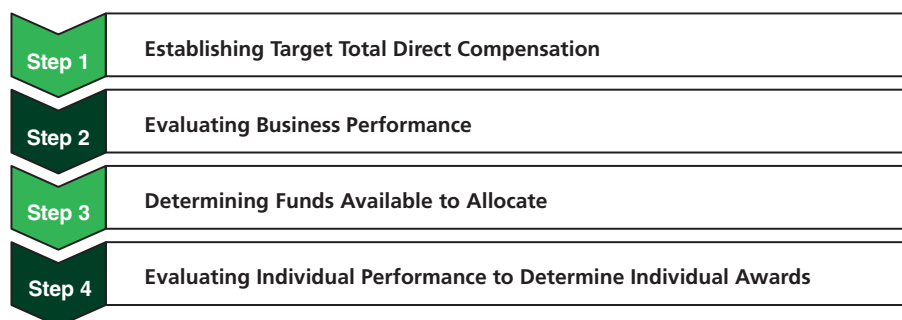 Step 1
Establishing Target Total Direct Compensation
Step 2
Evaluating Business Performance
Step 3
Determining Funds Available to Allocate
Step 4
Evaluating Individual Performance to Determine Individual Awards